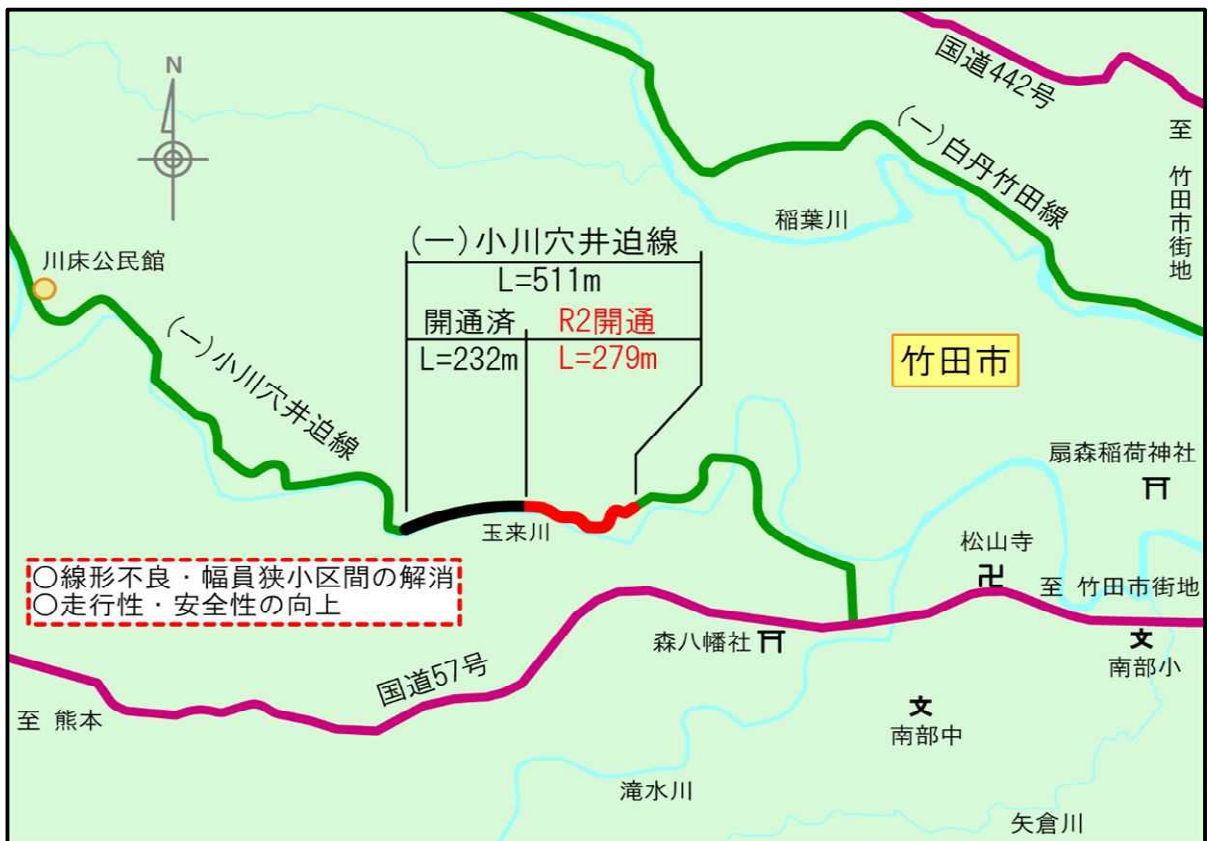 N
国道442号
(一)白丹竹田線
至 竹田市街地
稲葉川
川床公民館
(一)小川穴井迫線
L=511m
開通済
R2開通
L=232m
L=279m
(一)小川穴井迫線
竹田市
扇森稲荷神社
玉来川
松山寺
卍
○線形不良・幅員狭小区間の解消
○走行性・安全性の向上
至 竹田市街地
森八幡社
文
南部小
国道57号
至 熊本
文
南部中
滝水川
矢倉川